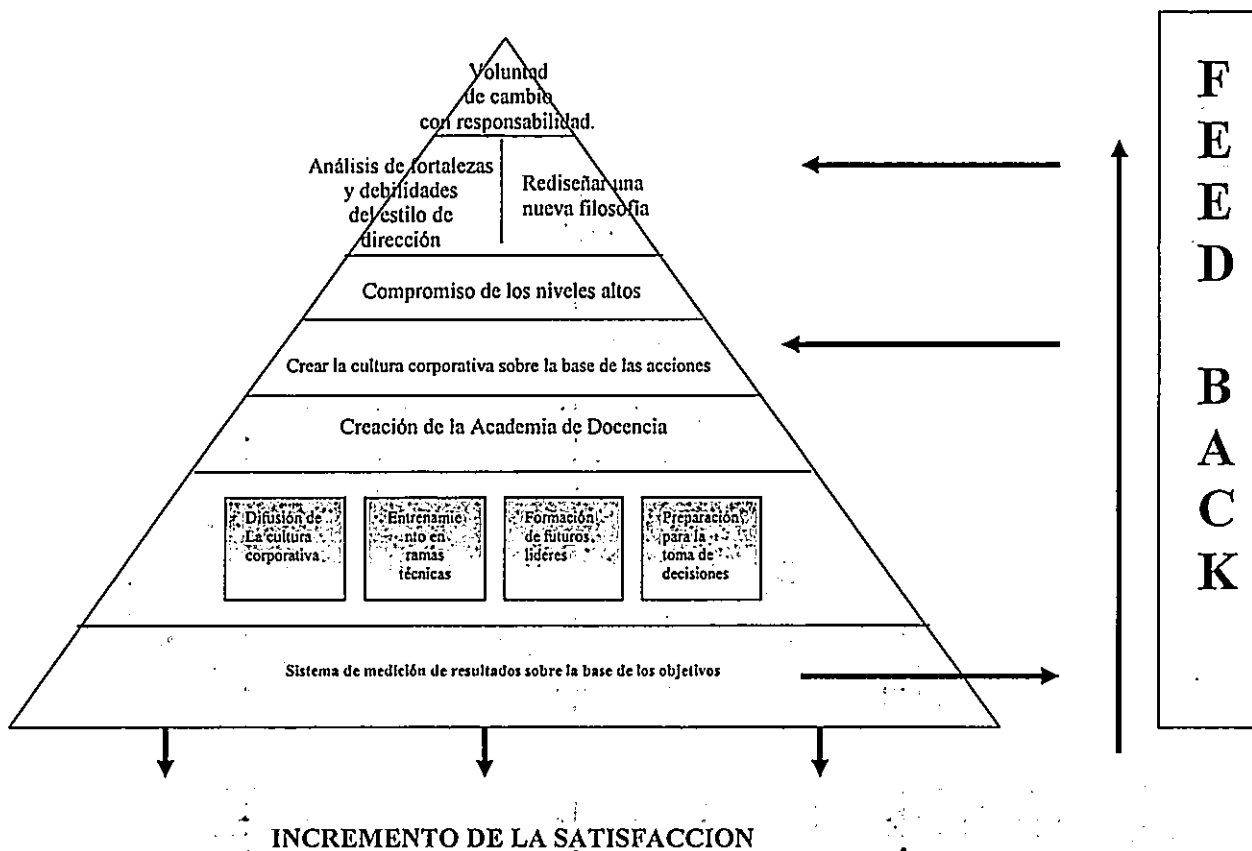 Voluntad
de cambio
con responsabilidad.
Análisis de fortalezas
y debilidades
del estilo de
dirección
Rediseñar una
nueva filosofía
Compromiso de los niveles altos
Crear la cultura corporativa sobre la base de las acciones
Creación de la Academia de Docencia
Difusión de
La cultura
corporativa
Entrenamie
nto en
ramas
técnicas
Formación
de futuros
lidéres
Preparación
para la
toma de
decisiones
Sistema de medición de resultados sobre la base de los objetivos
INCREMENTO DE LA SATISFACCION
F
E
E
D
B
A
C
K